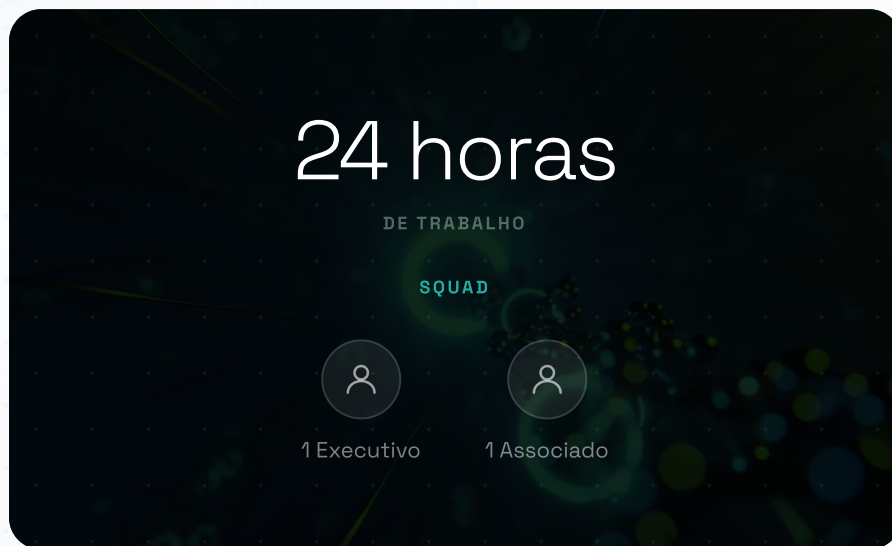 24 horas
DE TRABALHO
SQUAD
1 Executivo
1 Associado